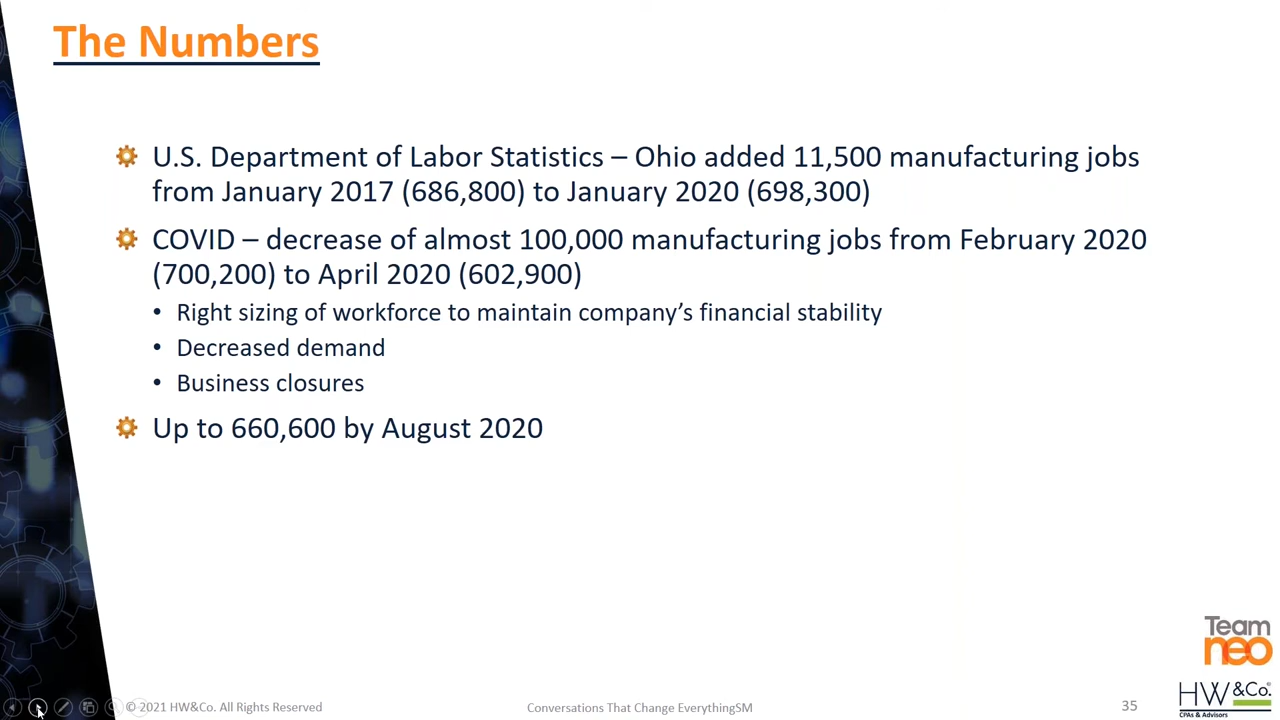 The Numbers
U.S. Department of Labor Statistics – Ohio added 11,500 manufacturing jobs
from January 2017 (686,800) to January 2020 (698,300)
COVID – decrease of almost 100,000 manufacturing jobs from February 2020
(700,200) to April 2020 (602,900)
• Right sizing of workforce to maintain company's financial stability
• Decreased demand
• Business closures
Up to 660,600 by August 2020
Team
neo
HW &Co.®
CPAs & Advisors
© 2021 HW&Co. All Rights Reserved
Conversations That Change EverythingSM
35